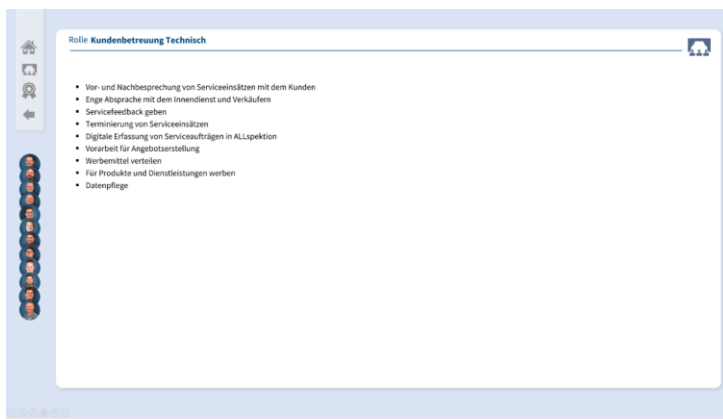 Rolle Kundenbetreuung Technisch
▪ Vor- und Nachbesprechung von Serviceeinsätzen mit dem Kunden
▪ Enge Absprache mit dem Innendienst und Verkäufern
▪ Servicefeedback geben
▪ Terminierung von Serviceeinsätzen
▪ Digitale Erfassung von Serviceaufträgen in ALLspektion
▪ Vorarbeit für Angebotserstellung
▪ Werbemittel verteilen
▪ Für Produkte und Dienstleistungen werben
▪ Datenpflege